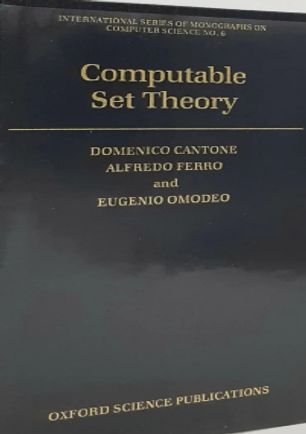 INTERNATIONAL SERIES OF MONOGRAPHS ON
COMPUTER SCIENCE NO. 6
Computable
Set Theory
DOMENICO CANTONE
ALFREDO FERRO
and
EUGENIO OMODEO
OXFORD SCIENCE PUBLICATIONS